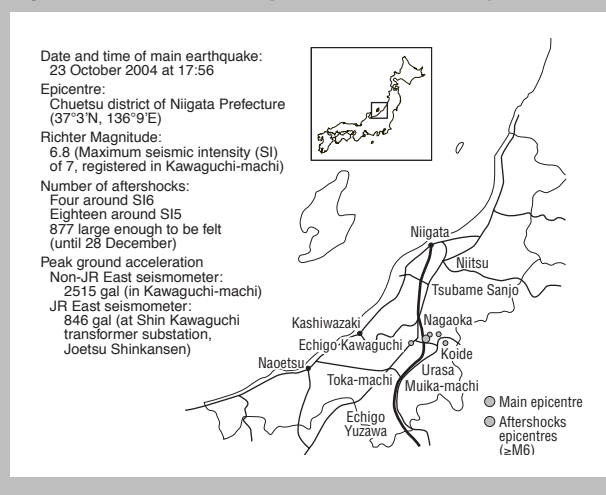 Date and time of main earthquake:
23 October 2004 at 17:56
Epicentre:
Chuetsu district of Niigata Prefecture
(37°3'N, 136°9'E)
Richter Magnitude:
6.8 (Maximum seismic intensity (SI)
of 7, registered in Kawaguchi-machi)
Number of aftershocks:
Four around SI6
Eighteen around SI5
877 large enough to be felt
(until 28 December)
Peak ground acceleration
Non-JR East seismometer:
2515 gal (in Kawaguchi-machi)
JR East seismometer:
846 gal (at Shin Kawaguchi
transformer substation,
Joetsu Shinkansen)
Niigata
Niitsu
Tsubame Sanjo
Nagaoka
Kashiwazaki
Echigo Kawaguchi
Koide
Naoetsu
Urasa
Toka-machi
Muika-machi
Echigo
Yuzawa
Main epicentre
Aftershocks
epicentres
(≥M6)